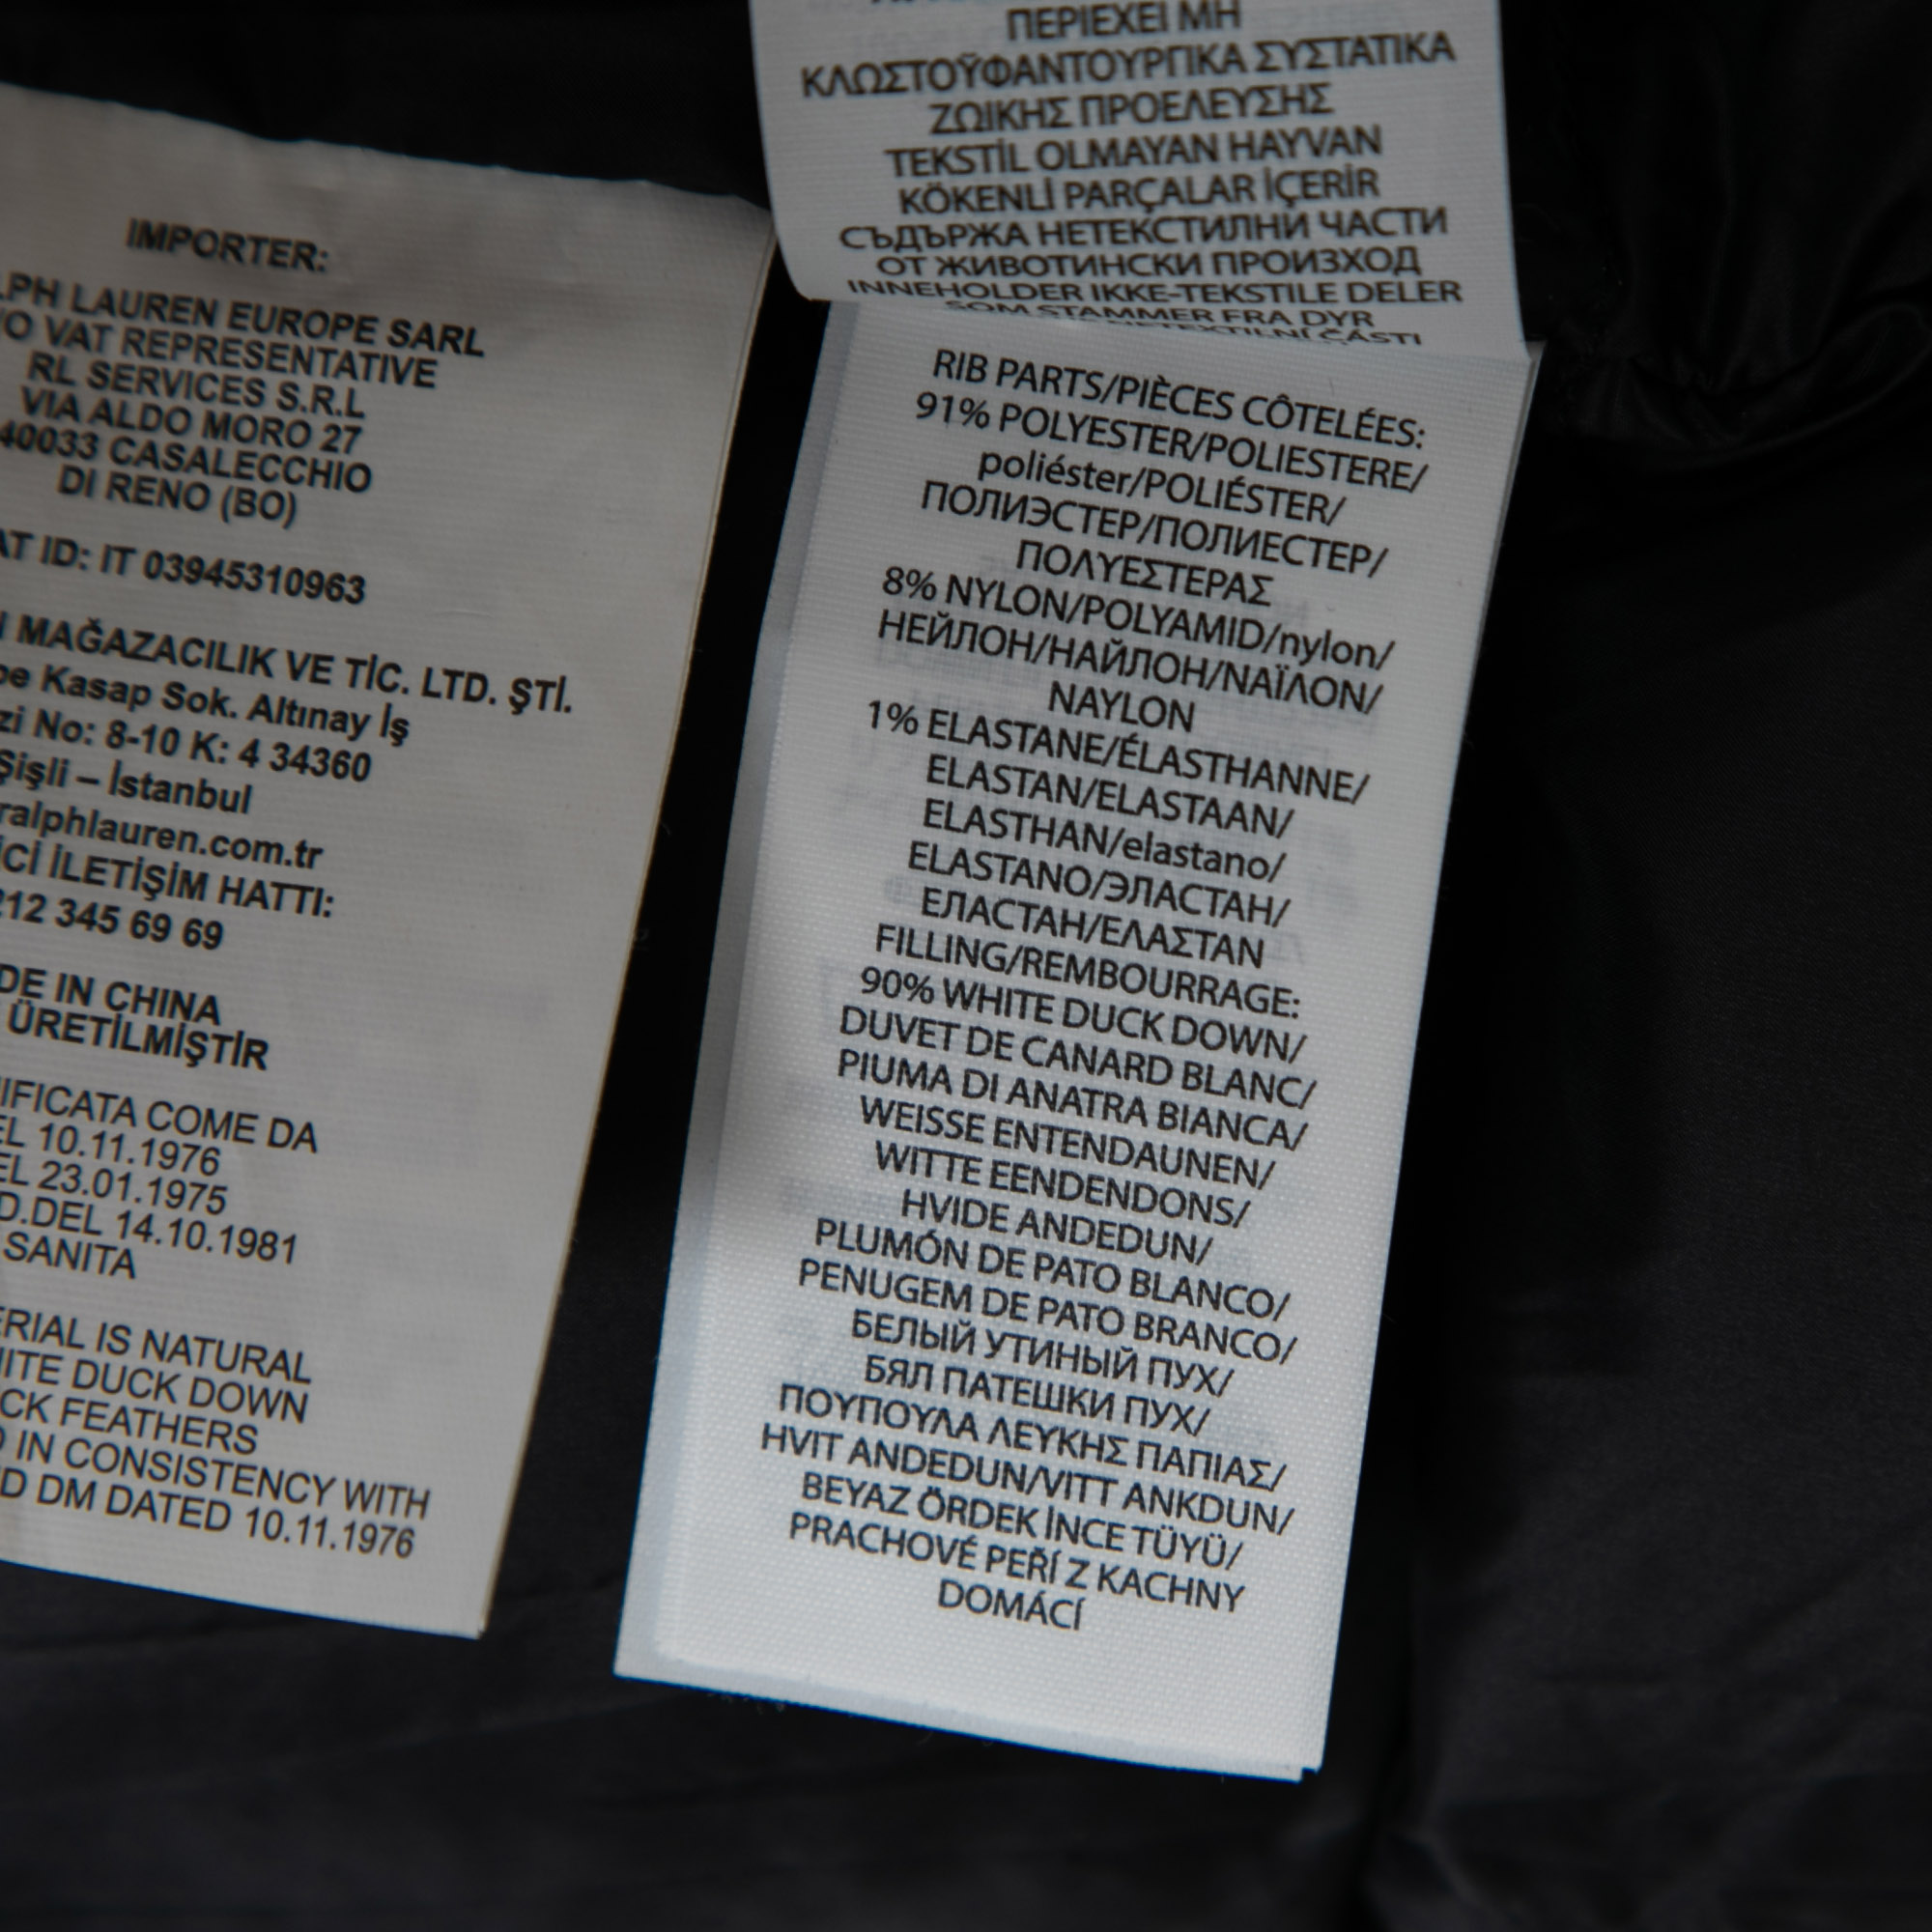 IMPORTER:
LPH LAUREN EUROPE SARL
O VAT REPRESENTATIVE
RL SERVICES S.R.L
VIA ALDO MORO 27
40033 CASALECCHIO
DI RENO (BO)
AT ID: IT 03945310963
MAĞAZACILIK VE TİC. LTD. ŞTİ.
Kasap Sok. Altınay İş
No: 8-10 K: 4 34360
Şişli – İstanbul
ralphlauren.com.tr
İLETİŞİM HATTI:
212 345 69 69
DE IN CHINA
ÜRETİLMİŞTİR
IFICATA COME DA
EL 10.11.1976
EL 23.01.1975
D.DEL 14.10.1981
SANITA
ERIAL IS NATURAL
ITE DUCK DOWN
CK FEATHERS
IN CONSISTENCY WITH
D DM DATED 10.11.1976
ΠΕΡΙΕΧΕΙ ΜΗ
ΚΛΩΣΤΟΫΦΑΝΤΟΥΡΓΙΚΑ ΣΥΣΤΑΤΙΚΑ
ΖΩΙΚΗΣ ΠΡΟΕΛΕΥΣΗΣ
TEKSTİL OLMAYAN HAYVAN
KÖKENLİ PARÇALAR İÇERİR
СЪДЪРЖА НЕТЕКСТИЛНИ ЧАСТИ
ОТ ЖИВОТИНСКИ ПРОИЗХОД
INNEHOLDER IKKE-TEKSTILE DELER
SOM STAMMER FRA DYR
NETEXTILNÍ ČÁSTI
RIB PARTS/PIÈCES CÔTELÉES:
91% POLYESTER/POLIESTERE/
poliéster/POLIÉSTER/
ПОЛИЭСТЕР/ПОЛИЕСТЕР/
ΠΟΛΥΕΣΤΕΡΑΣ
8% NYLON/POLYAMID/nylon/
НЕЙЛОН/НАЙЛОН/ΝΑΪΛΟΝ/
NAYLON
1% ELASTANE/ÉLASTHANNE/
ELASTAN/ELASTAAN/
ELASTHAN/elastano/
ELASTANO/ЭЛАСТАН/
ЕЛАСТАН/ΕΛΑΣΤΑΝ
FILLING/REMBOURRAGE:
90% WHITE DUCK DOWN/
DUVET DE CANARD BLANC/
PIUMA DI ANATRA BIANCA/
WEISSE ENTENDAUNEN/
WITTE EENDENDONS/
HVIDE ANDEDUN/
PLUMÓN DE PATO BLANCO/
PENUGEM DE PATO BRANCO/
БЕЛЫЙ УТИНЫЙ ПУХ/
БЯЛ ПАТЕШКИ ПУХ/
ΠΟΥΠΟΥΛΑ ΛΕΥΚΗΣ ΠΑΠΙΑΣ/
HVIT ANDEDUN/VITT ANKDUN/
BEYAZ ÖRDEK İNCE TÜYÜ/
PRACHOVÉ PEŘÍ Z KACHNY
DOMÁCÍ